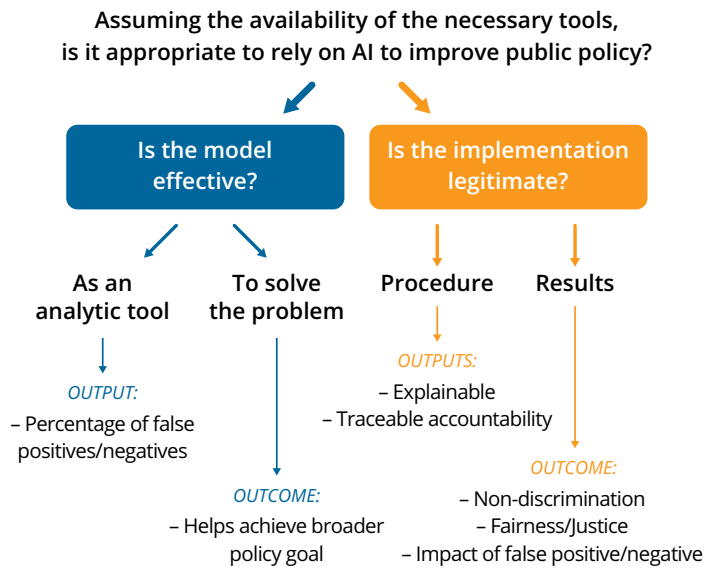 Assuming the availability of the necessary tools,
is it appropriate to rely on AI to improve public policy?
Is the model
effective?
Is the implementation
legitimate?
As an
analytic tool
To solve
the problem
Procedure
Results
OUTPUT:
– Percentage of false
positives/negatives
OUTCOME:
– Helps achieve broader
policy goal
OUTPUTS:
– Explainable
– Traceable accountability
OUTCOME:
– Non-discrimination
– Fairness/Justice
– Impact of false positive/negative